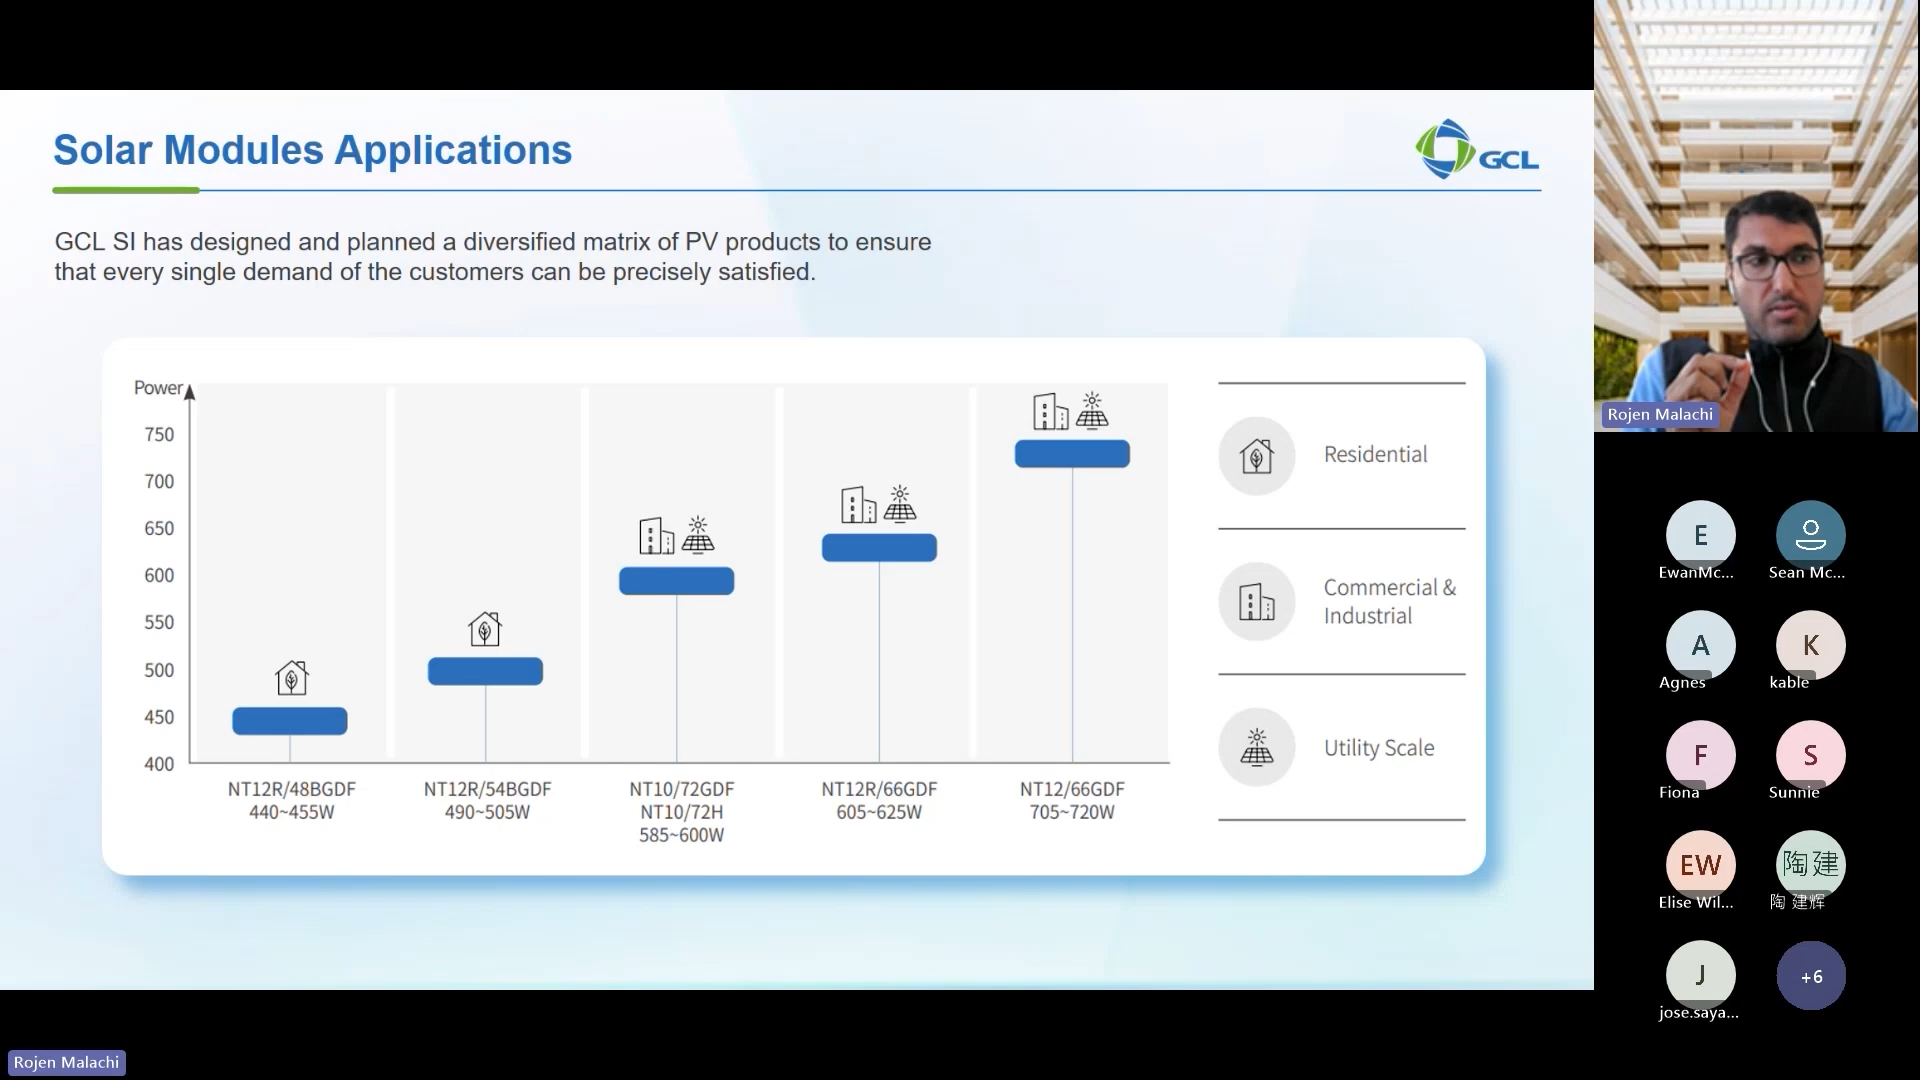 Solar Modules Applications
GCL
GCL SI has designed and planned a diversified matrix of PV products to ensure
that every single demand of the customers can be precisely satisfied.
Power
750
700
650
600
550
500
450
400
NT12R/48BGDF
440~455W
NT12R/54BGDF
490~505W
NT10/72GDF
NT10/72H
585~600W
NT12R/66GDF
605~625W
NT12/66GDF
705~720W
Residential
Commercial &
Industrial
Utility Scale
Rojen Malachi
E
EwanMc...
Sean Mc...
A
Agnes
K
kable
F
Fiona
S
Sunnie
EW
Elise Wil...
陶建
陶 建辉
J
jose.saya...
+6
Rojen Malachi